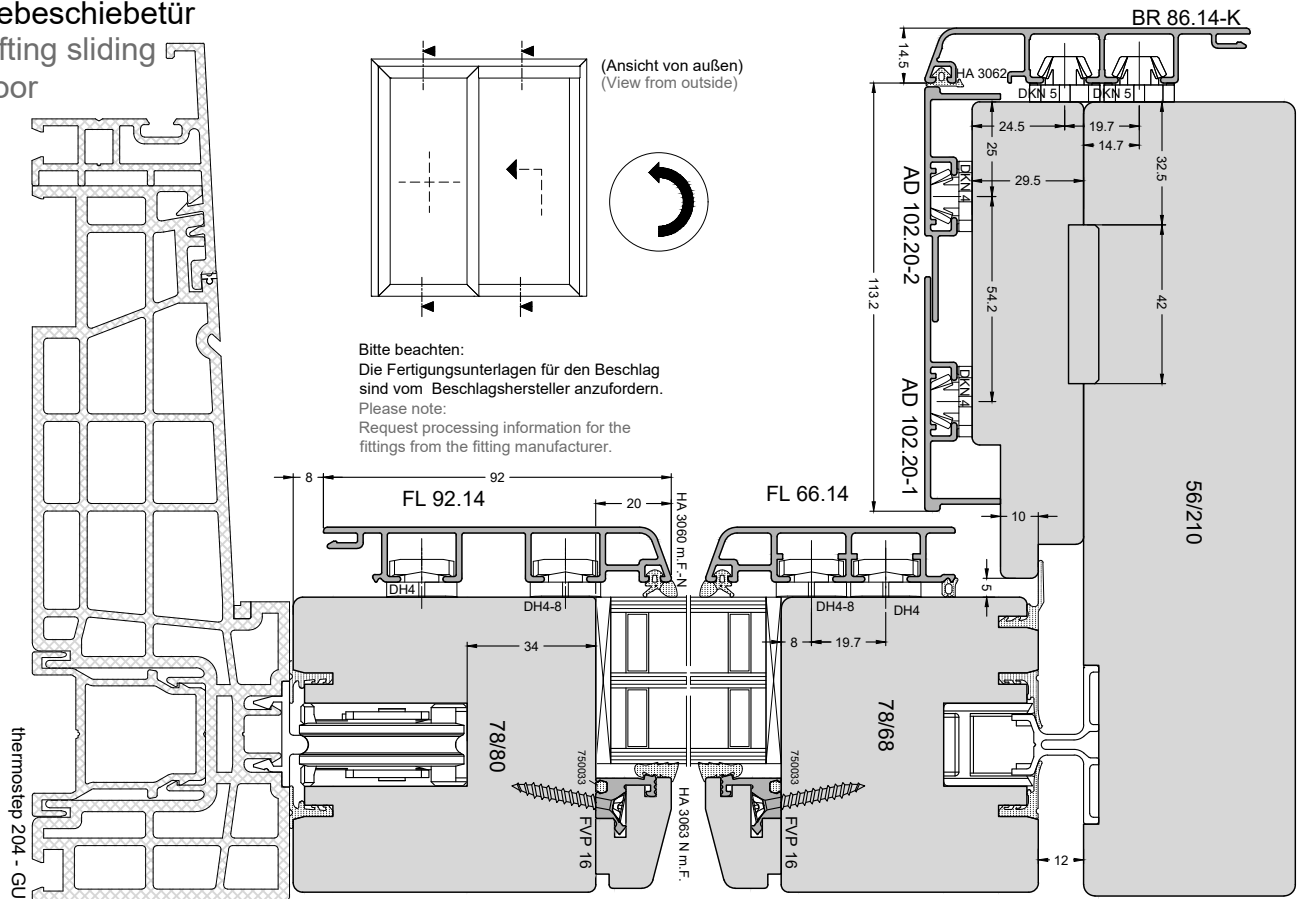 ebeschiebetür
fting sliding
oor
(Ansicht von außen)
(View from outside)
Bitte beachten:
Die Fertigungsunterlagen für den Beschlag
sind vom Beschlagshersteller anzufordern.
Please note:
Request processing information for the
fittings from the fitting manufacturer.
BR 86.14-K
14.5
HA 3062
DKN 5
DKN 5
24.5
19.7
14.7
25
32.5
29.5
DKN 4
AD 102.20-2
113.2
54.2
42
DKN 4
AD 102.20-1
56/210
10
5
8
92
FL 92.14
20
HA 3060 m.F.-N
FL 66.14
DH4
DH4-8
DH4-8
DH4
34
8
19.7
78/80
78/68
750033
750033
FVP 16
HA 3063 N m.F.
FVP 16
12
thermostep 204 - GU